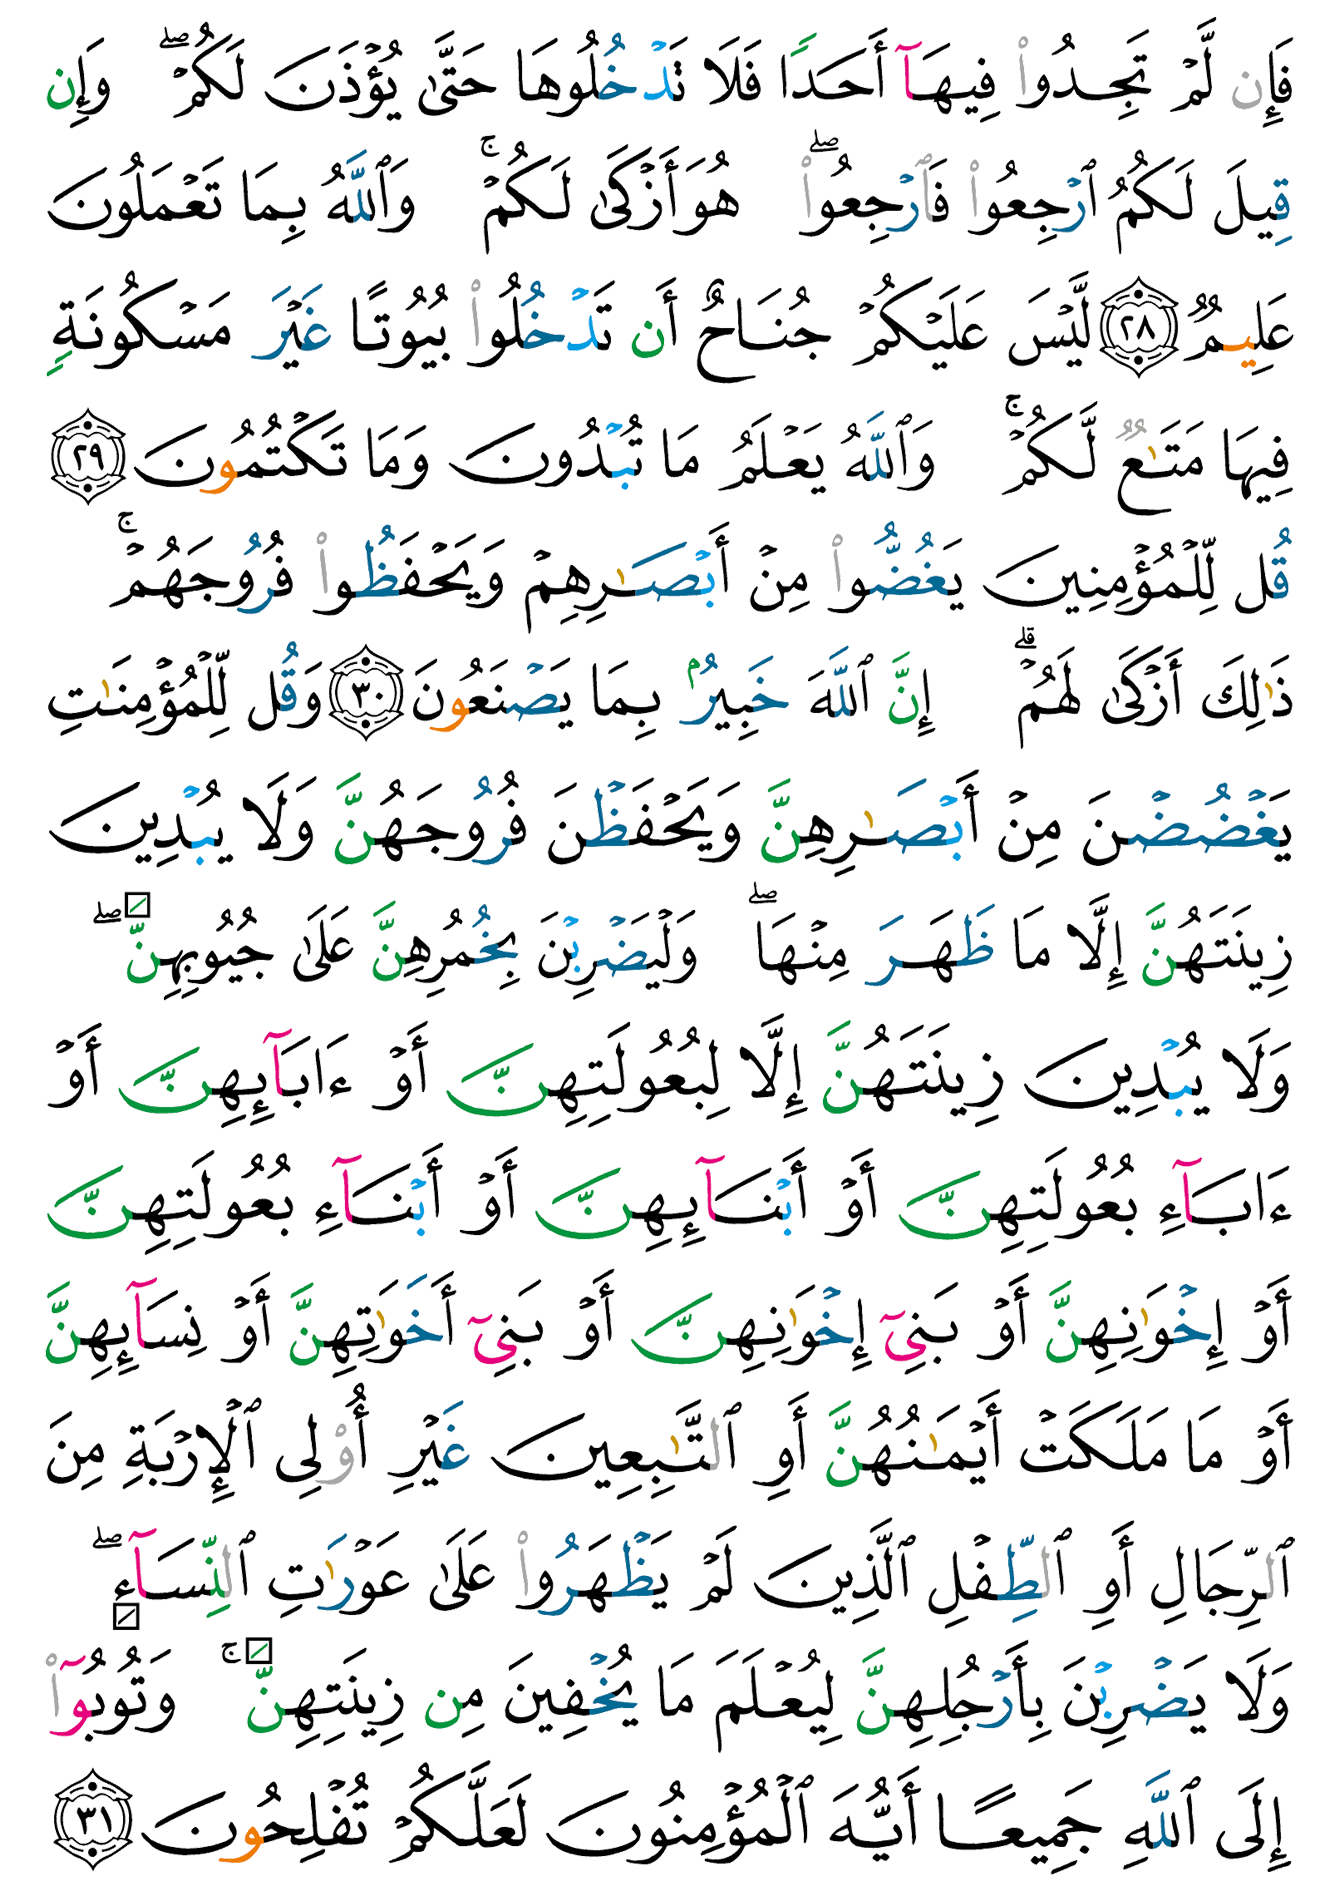 فَإِن لَّمْ تَجِدُوا۟ فِيهَآ أَحَدًا فَلَا تَدْخُلُوهَا حَتَّىٰ يُؤْذَنَ لَكُمْ ۖ وَإِن
قِيلَ لَكُمُ ٱرْجِعُوا۟ فَٱرْجِعُوا۟ ۖ هُوَ أَزْكَىٰ لَكُمْ ۚ وَٱللَّهُ بِمَا تَعْمَلُونَ
عَلِيمٌ ٢٨ لَّيْسَ عَلَيْكُمْ جُنَاحٌ أَن تَدْخُلُوا۟ بُيُوتًا غَيْرَ مَسْكُونَةٍ
فِيهَا مَتَـٰعٌ لَّكُمْ ۚ وَٱللَّهُ يَعْلَمُ مَا تُبْدُونَ وَمَا تَكْتُمُونَ ٢٩
قُل لِّلْمُؤْمِنِينَ يَغُضُّوا۟ مِنْ أَبْصَـٰرِهِمْ وَيَحْفَظُوا۟ فُرُوجَهُمْ ۚ
ذَٰلِكَ أَزْكَىٰ لَهُمْ ۗ إِنَّ ٱللَّهَ خَبِيرٌۢ بِمَا يَصْنَعُونَ ٣٠ وَقُل لِّلْمُؤْمِنَـٰتِ
يَغْضُضْنَ مِنْ أَبْصَـٰرِهِنَّ وَيَحْفَظْنَ فُرُوجَهُنَّ وَلَا يُبْدِينَ
زِينَتَهُنَّ إِلَّا مَا ظَهَرَ مِنْهَا ۖ وَلْيَضْرِبْنَ بِخُمُرِهِنَّ عَلَىٰ جُيُوبِهِنَّ ۖ
وَلَا يُبْدِينَ زِينَتَهُنَّ إِلَّا لِبُعُولَتِهِنَّ أَوْ ءَابَآئِهِنَّ أَوْ
ءَابَآءِ بُعُولَتِهِنَّ أَوْ أَبْنَآئِهِنَّ أَوْ أَبْنَآءِ بُعُولَتِهِنَّ
أَوْ إِخْوَٰنِهِنَّ أَوْ بَنِىٓ إِخْوَٰنِهِنَّ أَوْ بَنِىٓ أَخَوَٰتِهِنَّ أَوْ نِسَآئِهِنَّ
أَوْ مَا مَلَكَتْ أَيْمَـٰنُهُنَّ أَوِ ٱلتَّـٰبِعِينَ غَيْرِ أُو۟لِى ٱلْإِرْبَةِ مِنَ
ٱلرِّجَالِ أَوِ ٱلطِّفْلِ ٱلَّذِينَ لَمْ يَظْهَرُوا۟ عَلَىٰ عَوْرَٰتِ ٱلنِّسَآءِ ۖ
وَلَا يَضْرِبْنَ بِأَرْجُلِهِنَّ لِيُعْلَمَ مَا يُخْفِينَ مِن زِينَتِهِنَّ ۚ وَتُوبُوٓا۟
إِلَى ٱللَّهِ جَمِيعًا أَيُّهَ ٱلْمُؤْمِنُونَ لَعَلَّكُمْ تُفْلِحُونَ ٣١